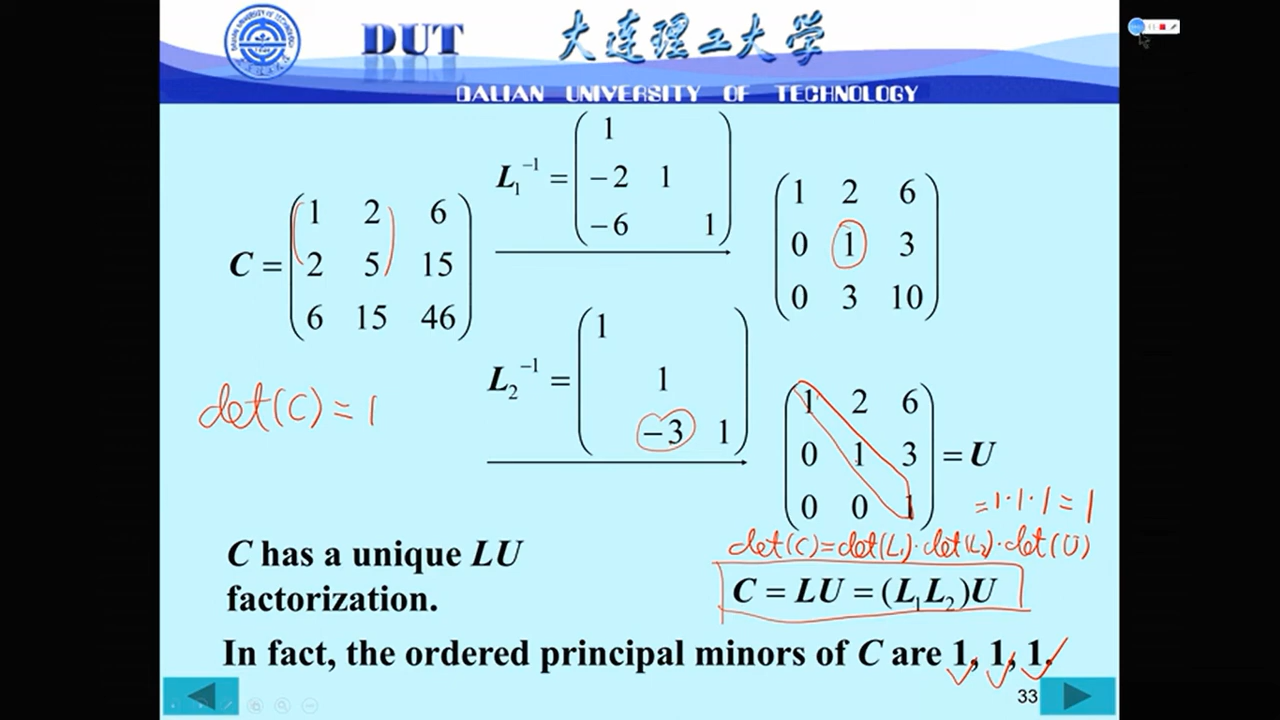 DUT 大连理工大学
DALIAN UNIVERSITY OF TECHNOLOGY
C = ( 1 2 6
2 5 15
6 15 46 )
L₁⁻¹ = ( 1
−2 1
−6 1 )
( 1 2 6
0 1 3
0 3 10 )
L₂⁻¹ = ( 1
1
−3 1 )
( 1 2 6
0 1 3
0 0 1 ) = U
det(C) = 1
= 1·1·1 = 1
det(C) = det(L₁)·det(L₂)·det(U)
C = LU = (L₁L₂)U
C has a unique LU
factorization.
In fact, the ordered principal minors of C are 1, 1, 1.
33